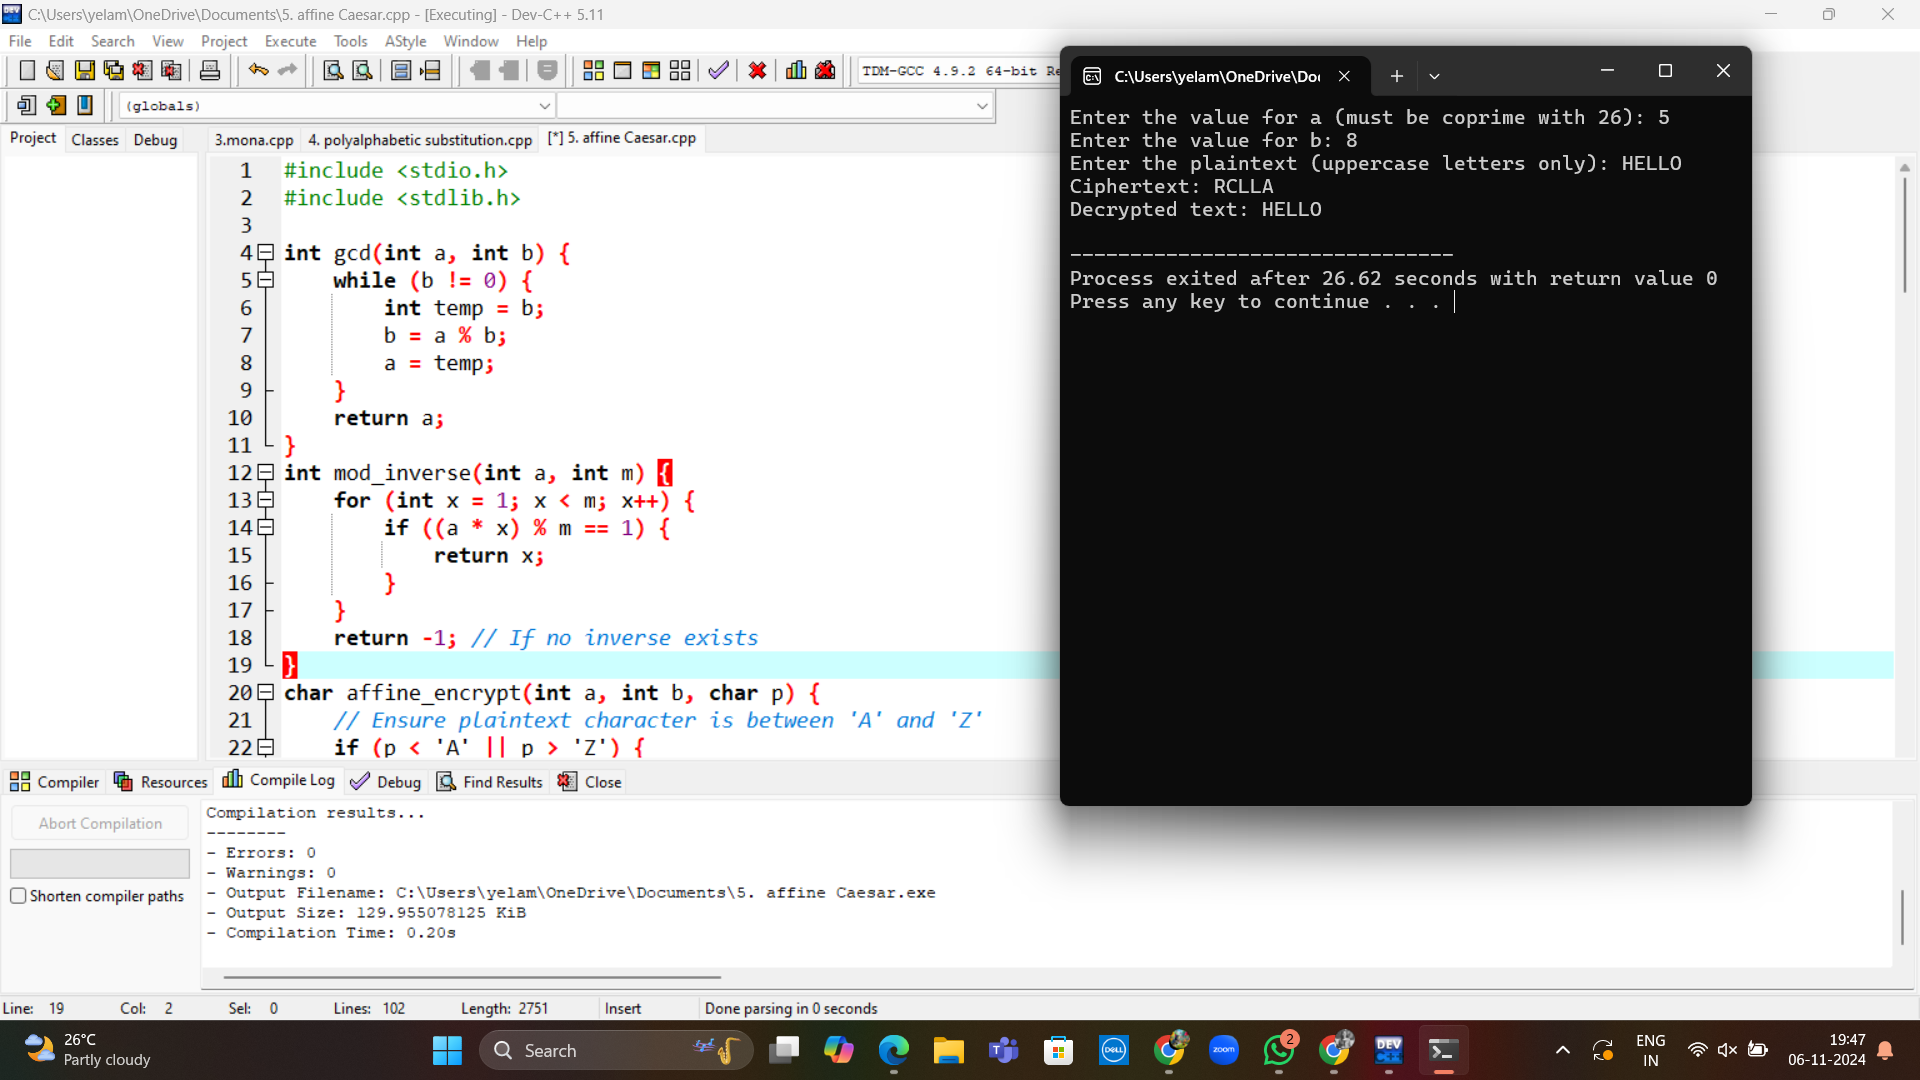 C:\Users\yelam\OneDrive\Documents\5. affine Caesar.cpp - [Executing] - Dev-C++ 5.11
File Edit Search View Project Execute Tools AStyle Window Help
TDM-GCC 4.9.2 64-bit Re
(globals)
Project Classes Debug
3.mona.cpp 4. polyalphabetic substitution.cpp [*] 5. affine Caesar.cpp
1 #include <stdio.h>
2 #include <stdlib.h>
3
4 int gcd(int a, int b) {
5 while (b != 0) {
6 int temp = b;
7 b = a % b;
8 a = temp;
9 }
10 return a;
11 }
12 int mod_inverse(int a, int m) {
13 for (int x = 1; x < m; x++) {
14 if ((a * x) % m == 1) {
15 return x;
16 }
17 }
18 return -1; // If no inverse exists
19 }
20 char affine_encrypt(int a, int b, char p) {
21 // Ensure plaintext character is between 'A' and 'Z'
22 if (p < 'A' || p > 'Z') {
C:\Users\yelam\OneDrive\Do
Enter the value for a (must be coprime with 26): 5
Enter the value for b: 8
Enter the plaintext (uppercase letters only): HELLO
Ciphertext: RCLLA
Decrypted text: HELLO
--------------------------------
Process exited after 26.62 seconds with return value 0
Press any key to continue . . .
Compiler Resources Compile Log Debug Find Results Close
Abort Compilation
Shorten compiler paths
Compilation results...
--------
- Errors: 0
- Warnings: 0
- Output Filename: C:\Users\yelam\OneDrive\Documents\5. affine Caesar.exe
- Output Size: 129.955078125 KiB
- Compilation Time: 0.20s
Line: 19 Col: 2 Sel: 0 Lines: 102 Length: 2751 Insert Done parsing in 0 seconds
26°C
Partly cloudy
Search
DELL
zoom
2
DEV
C++
ENG
IN
19:47
06-11-2024